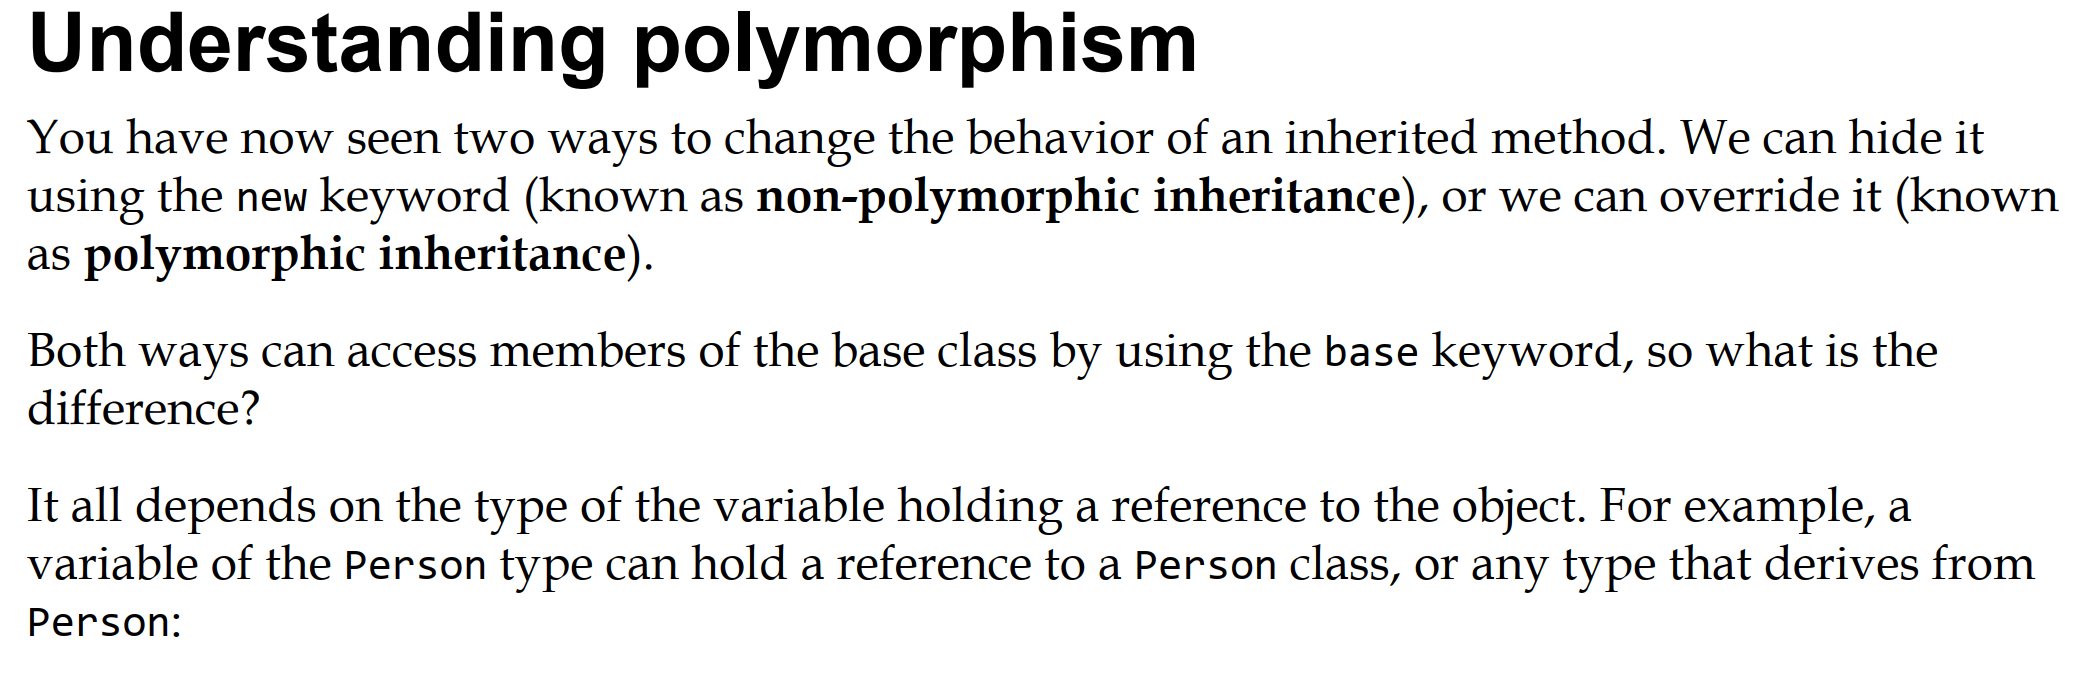 Understanding polymorphism
You have now seen two ways to change the behavior of an inherited method. We can hide it
using the new keyword (known as non-polymorphic inheritance), or we can override it (known
as polymorphic inheritance).
Both ways can access members of the base class by using the base keyword, so what is the
difference?
It all depends on the type of the variable holding a reference to the object. For example, a
variable of the Person type can hold a reference to a Person class, or any type that derives from
Person: